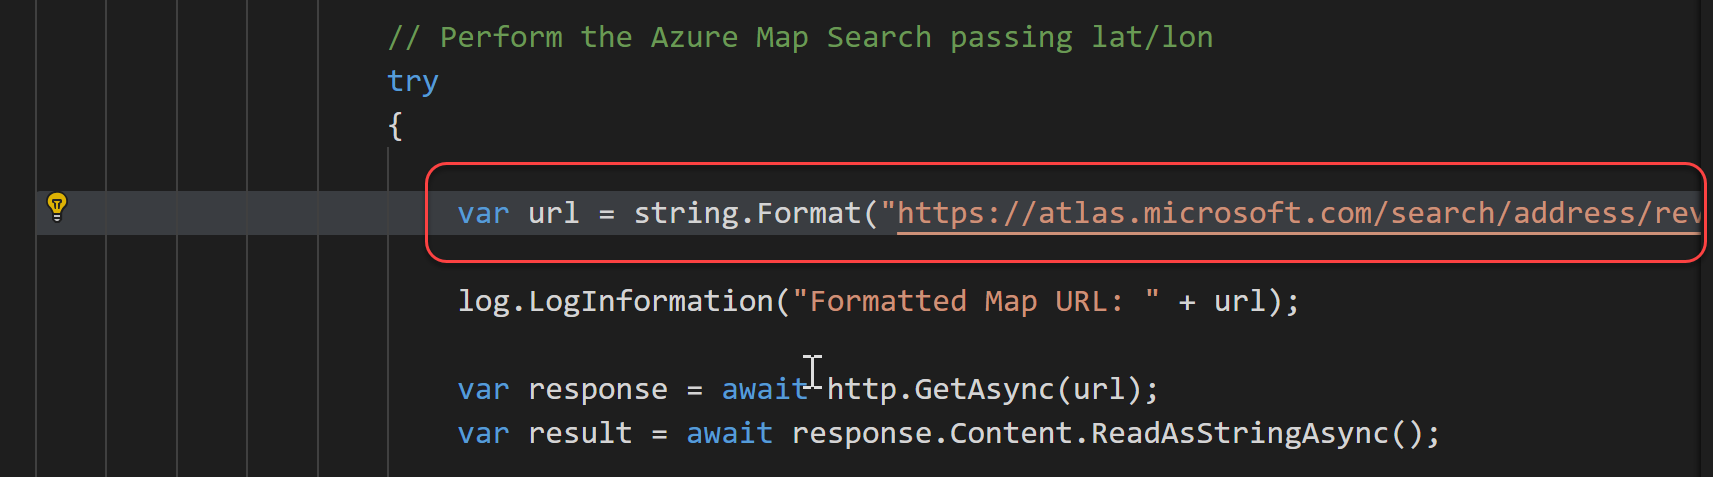 // Perform the Azure Map Search passing lat/lon
try
{
var url = string.Format("https://atlas.microsoft.com/search/address/rev
log.LogInformation("Formatted Map URL: " + url);
var response = await http.GetAsync(url);
var result = await response.Content.ReadAsStringAsync();